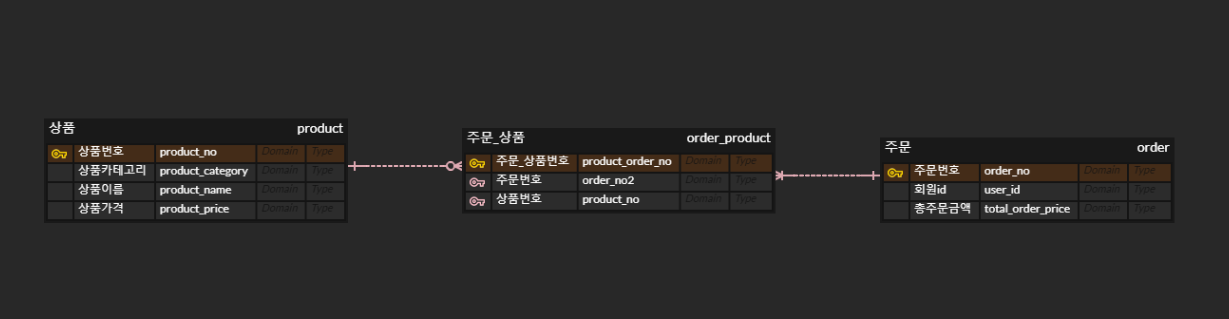 상품 product
상품번호 product_no Domain Type
상품카테고리 product_category Domain Type
상품이름 product_name Domain Type
상품가격 product_price Domain Type
주문_상품 order_product
주문_상품번호 product_order_no Domain Type
주문번호 order_no2 Domain Type
상품번호 product_no Domain Type
주문 order
주문번호 order_no Domain Type
회원id user_id Domain Type
총주문금액 total_order_price Domain Type